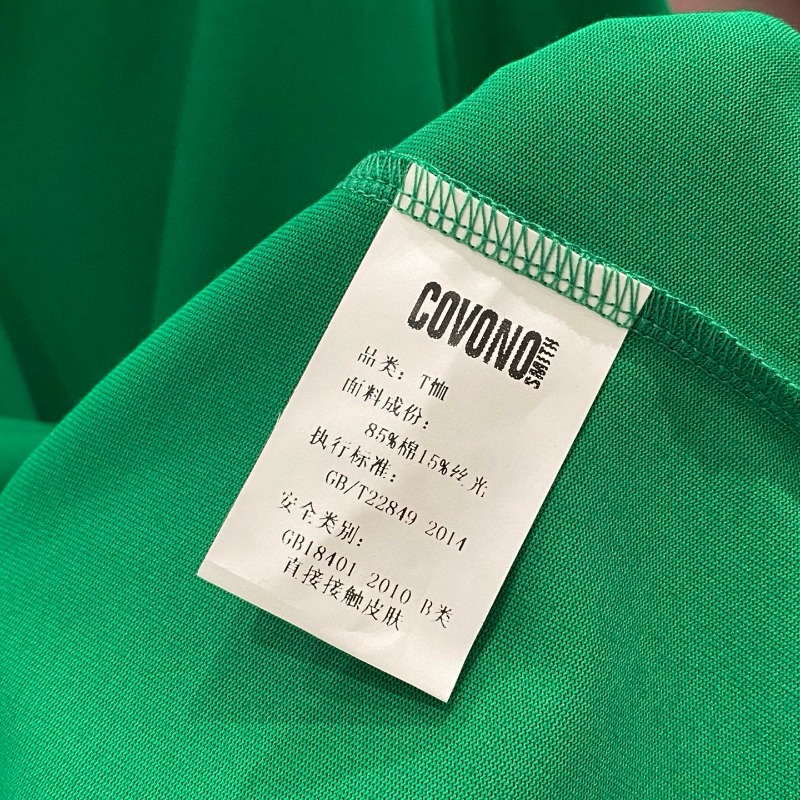 COVONO
SMITH
品类：T恤
面料成份：
85%棉15%丝光
执行标准：
GB/T22849 2014
安全类别：
GB18401 2010 B类
直接接触皮肤